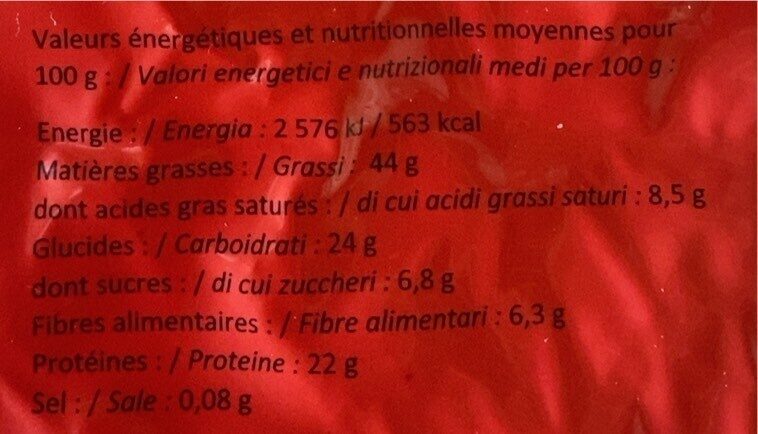 Valeurs énergétiques et nutritionnelles moyennes pour
100 g : / Valori energetici e nutrizionali medi per 100 g :
Energie : / Energia : 2 576 kJ / 563 kcal
Matières grasses : / Grassi : 44 g
dont acides gras saturés : / di cui acidi grassi saturi : 8,5 g
Glucides : / Carboidrati : 24 g
dont sucres : / di cui zuccheri : 6,8 g
Fibres alimentaires : / Fibre alimentari : 6,3 g
Protéines : / Proteine : 22 g
Sel : / Sale : 0,08 g